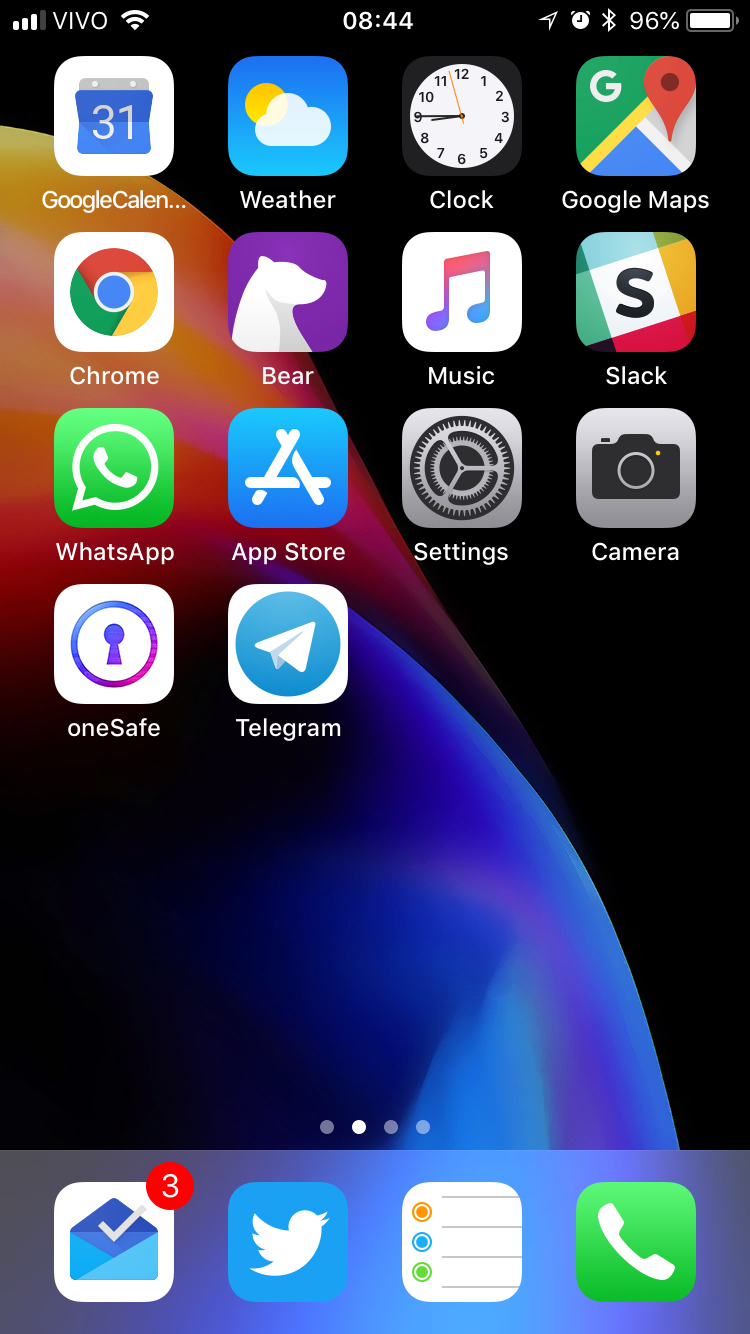 VIVO 08:44 96%
31
12
11 1
10 2
9 3
8 4
7 5
6
G
GoogleCalen... Weather Clock Google Maps
S
Chrome Bear Music Slack
WhatsApp App Store Settings Camera
oneSafe Telegram
3